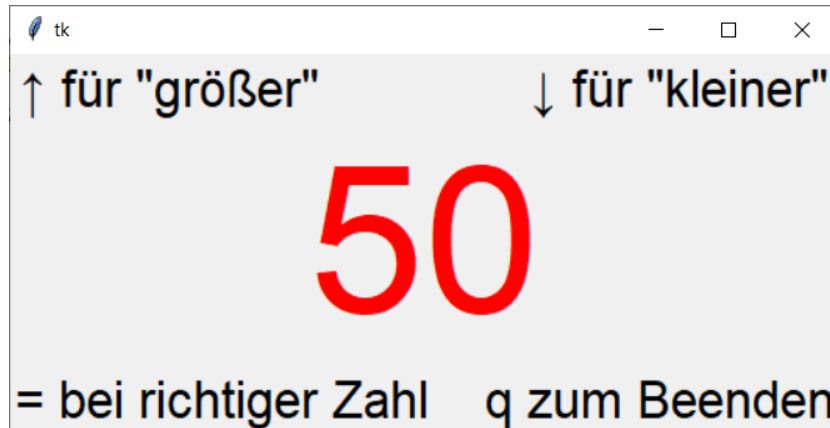 tk
↑ für "größer" ↓ für "kleiner"
50
= bei richtiger Zahl q zum Beenden